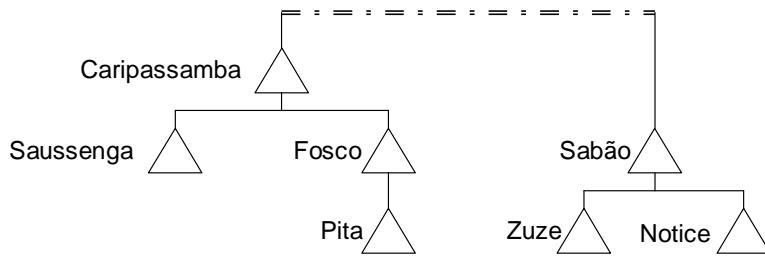 Caripassamba
Saussenga
Fosco
Sabão
Pita
Zuze
Notice